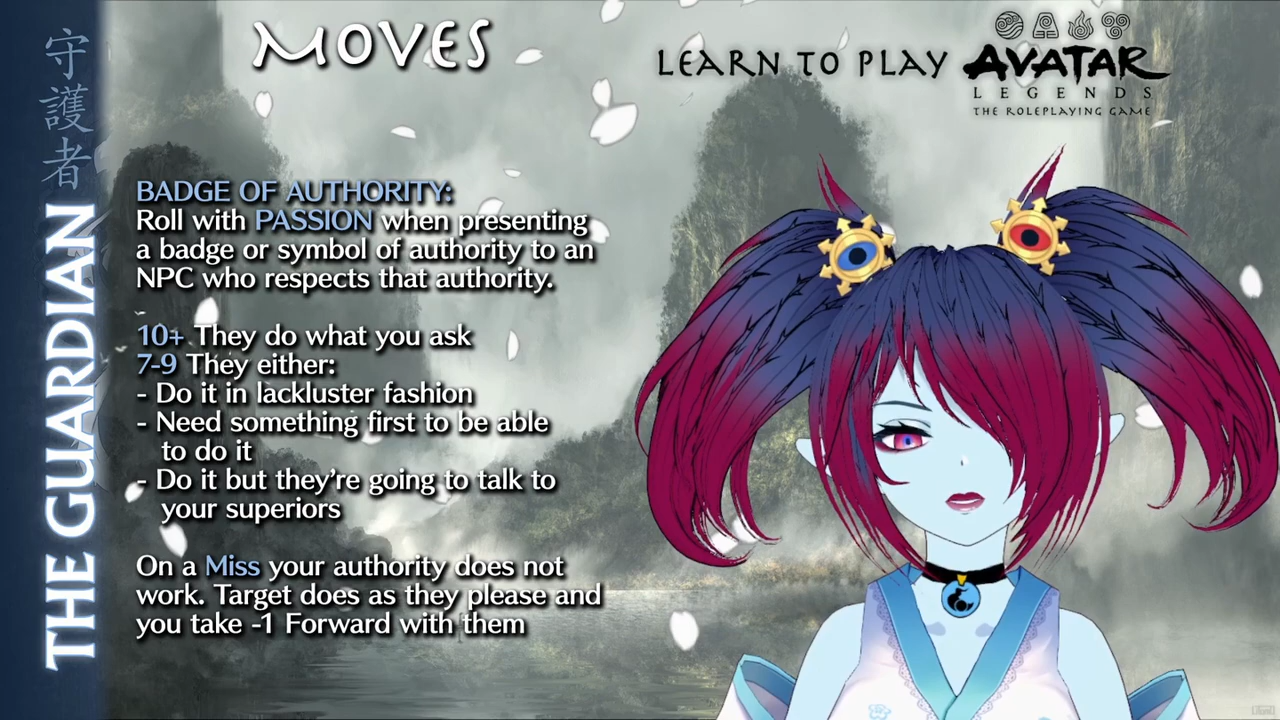 MOVES
LEARN TO PLAY
AVATAR
LEGENDS
THE ROLEPLAYING GAME
守護者
THE GUARDIAN
BADGE OF AUTHORITY:
Roll with PASSION when presenting
a badge or symbol of authority to an
NPC who respects that authority.
10+ They do what you ask
7-9 They either:
- Do it in lackluster fashion
- Need something first to be able
to do it
- Do it but they're going to talk to
your superiors
On a Miss your authority does not
work. Target does as they please and
you take -1 Forward with them